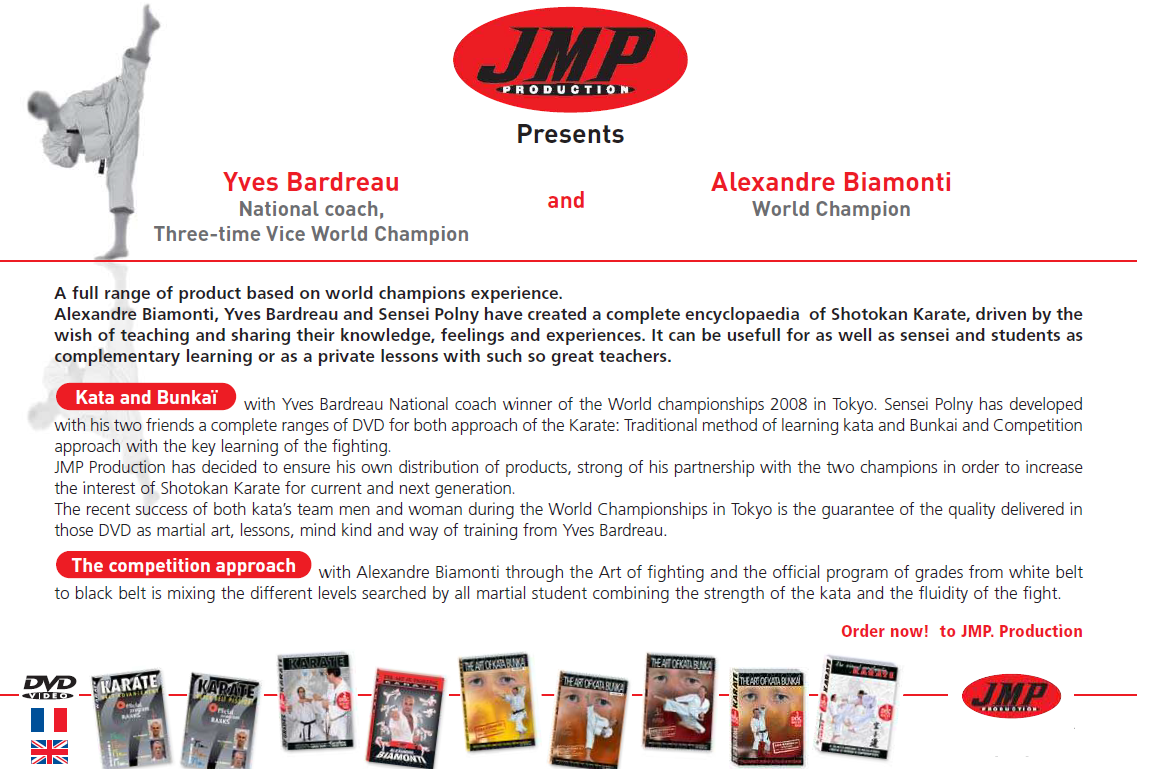 JMP
PRODUCTION
Presents
Yves Bardreau
National coach,
Three-time Vice World Champion
and
Alexandre Biamonti
World Champion
A full range of product based on world champions experience.
Alexandre Biamonti, Yves Bardreau and Sensei Polny have created a complete encyclopaedia of Shotokan Karate, driven by the
wish of teaching and sharing their knowledge, feelings and experiences. It can be usefull for as well as sensei and students as
complementary learning or as a private lessons with such so great teachers.
Kata and Bunkaï with Yves Bardreau National coach winner of the World championships 2008 in Tokyo. Sensei Polny has developed
with his two friends a complete ranges of DVD for both approach of the Karate: Traditional method of learning kata and Bunkai and Competition
approach with the key learning of the fighting.
JMP Production has decided to ensure his own distribution of products, strong of his partnership with the two champions in order to increase
the interest of Shotokan Karate for current and next generation.
The recent success of both kata's team men and woman during the World Championships in Tokyo is the guarantee of the quality delivered in
those DVD as martial art, lessons, mind kind and way of training from Yves Bardreau.
The competition approach with Alexandre Biamonti through the Art of fighting and the official program of grades from white belt
to black belt is mixing the different levels searched by all martial student combining the strength of the kata and the fluidity of the fight.
Order now! to JMP. Production
DVD
VIDEO
KARATE
Official
program
RANKS
KARATE
Official
program
RANKS
KARATE
KARATE
BIAMONTI
THE ART OF KATA BUNKAI
THE ART OF KATA BUNKAI
THE ART OF KATA BUNKAI
KARATE
THE ART OF KATA BUNKAÏ
KARATE
KARATE
空手道
JMP
PRODUCTION